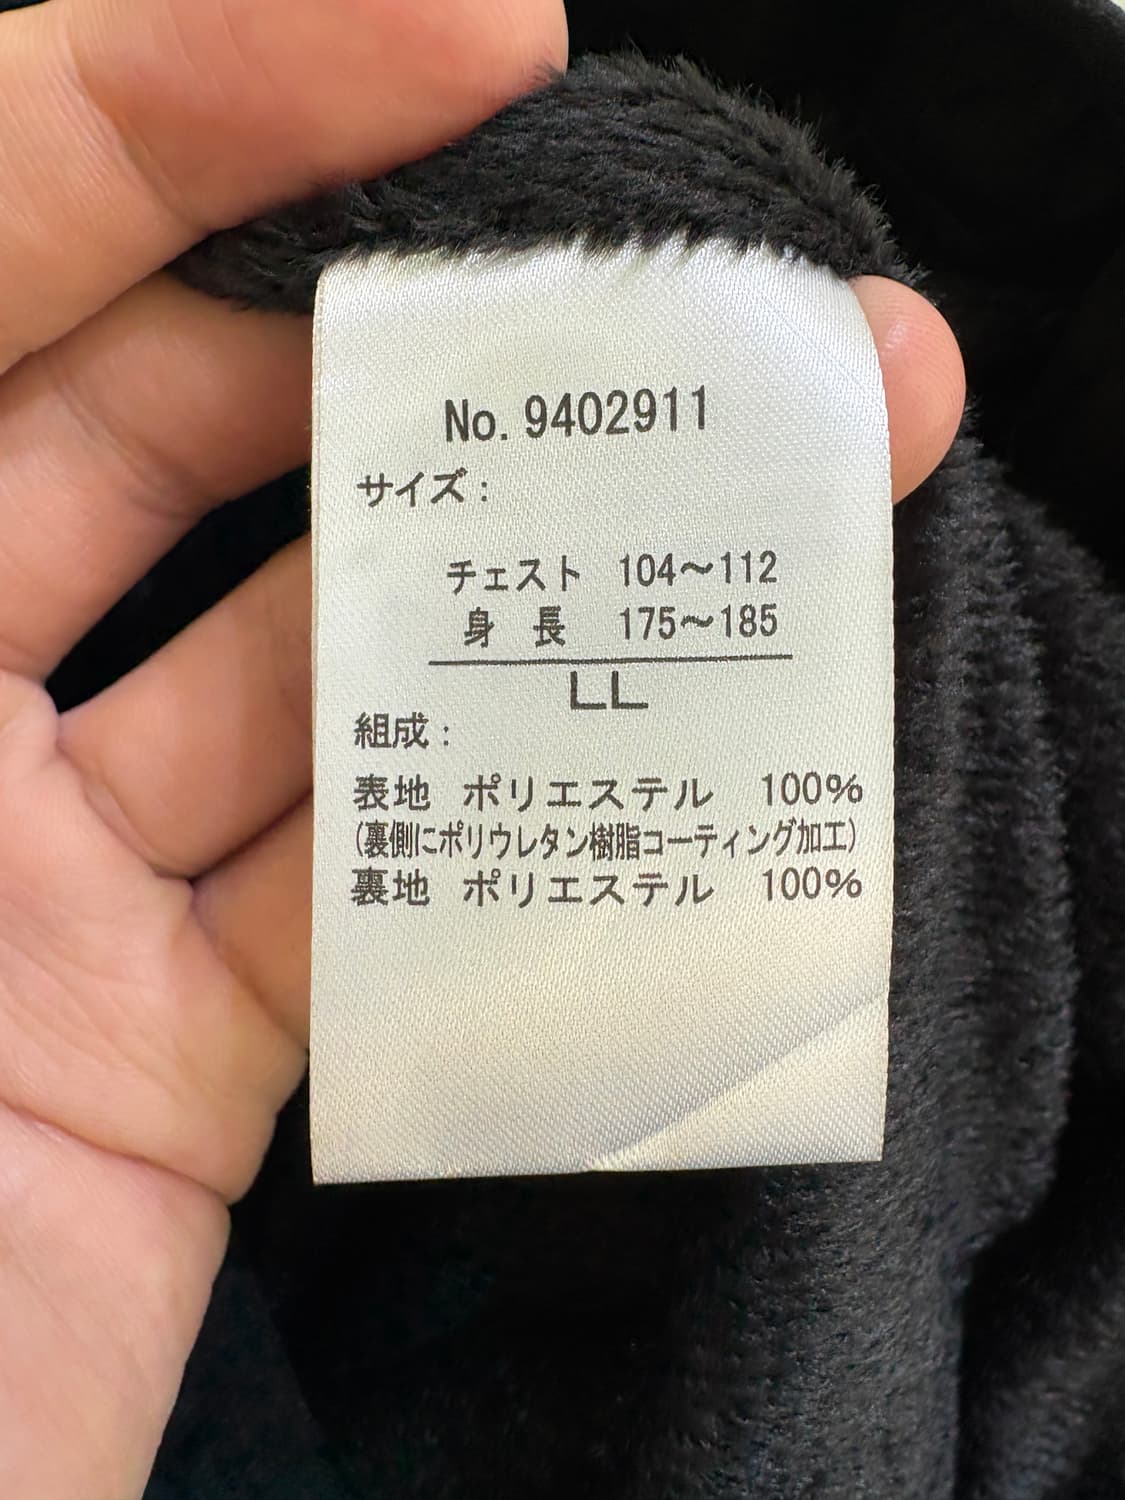 No. 9402911
サイズ:
チェスト 104～112
身 長 175～185
LL
組成:
表地 ポリエステル 100%
(裏側にポリウレタン樹脂コーティング加工)
裏地 ポリエステル 100%